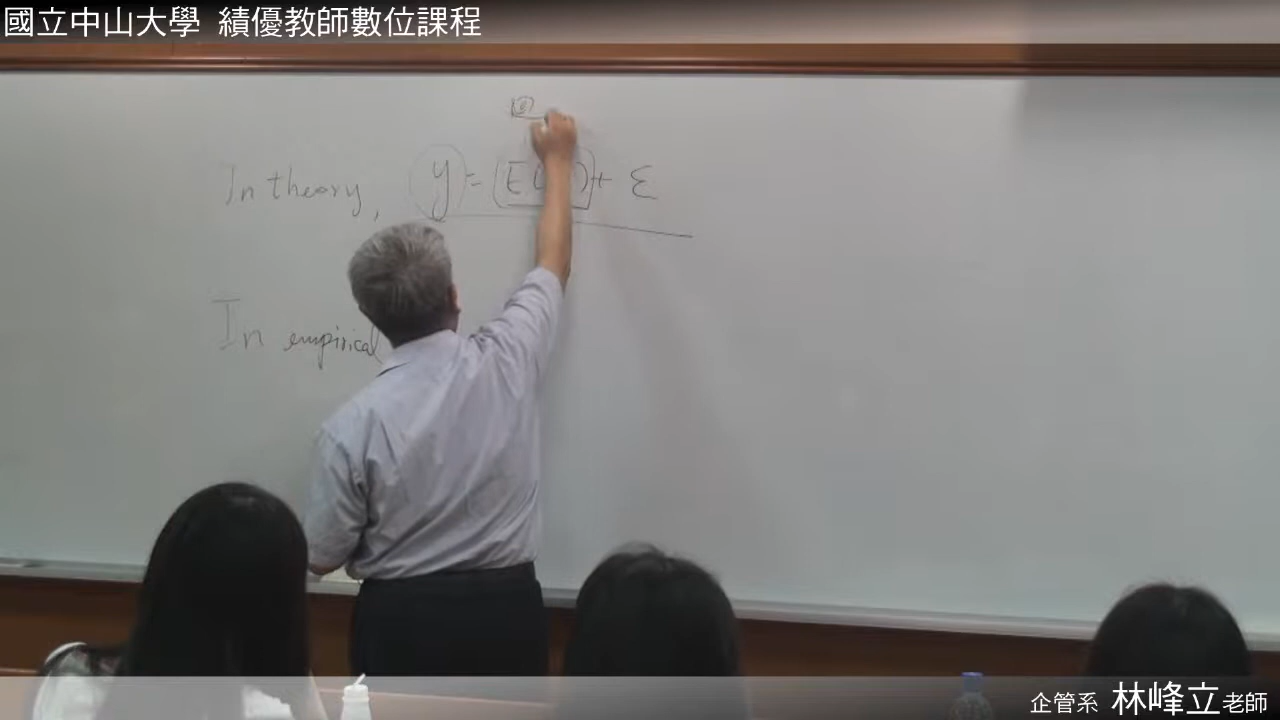 國立中山大學 績優教師數位課程
In theory, y = (E( ) + ε
In empirical
企管系 林峰立老師